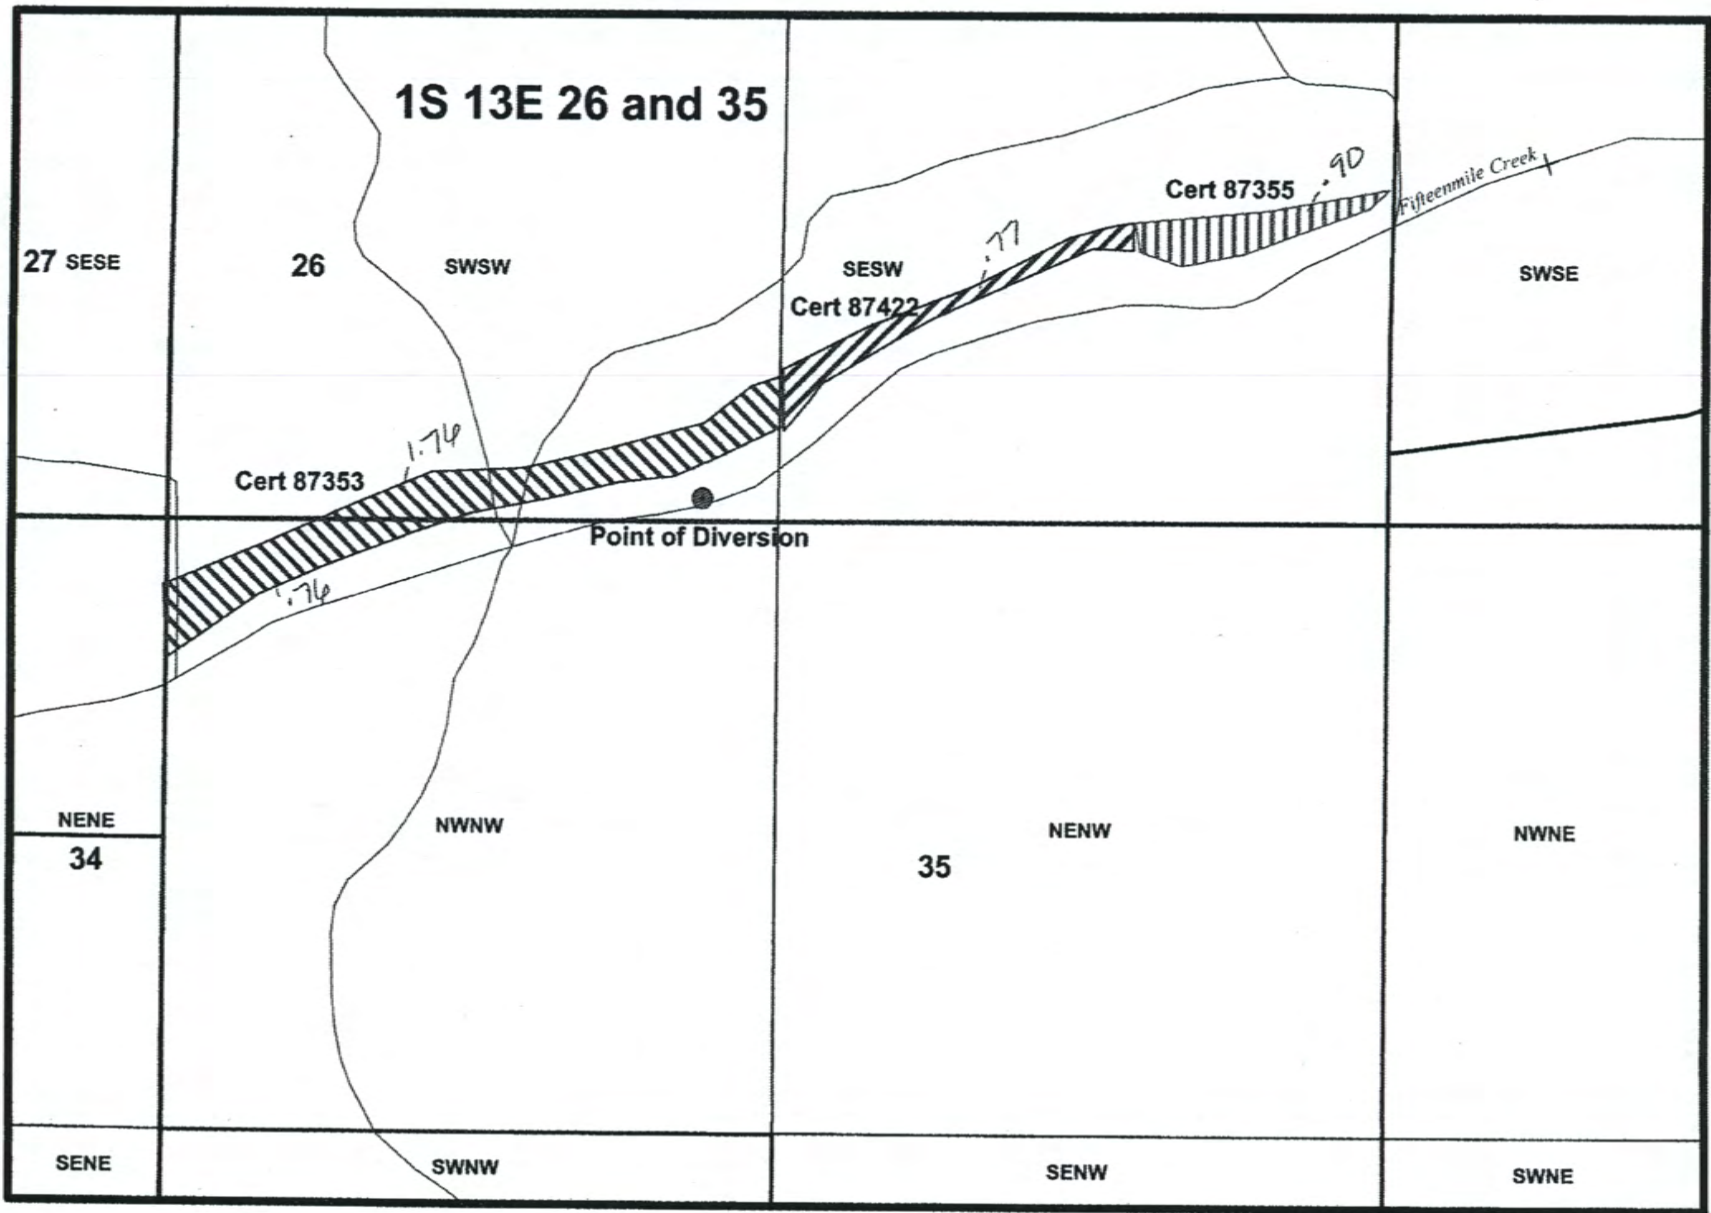 1S 13E 26 and 35
.90
Cert 87355
Fifteenmile Creek
.77
27 SESE
26
SWSW
SESW
SWSE
Cert 87422
1.76
Cert 87353
Point of Diversion
.76
NENE
NWNW
NENW
NWNE
34
35
SENE
SWNW
SENW
SWNE